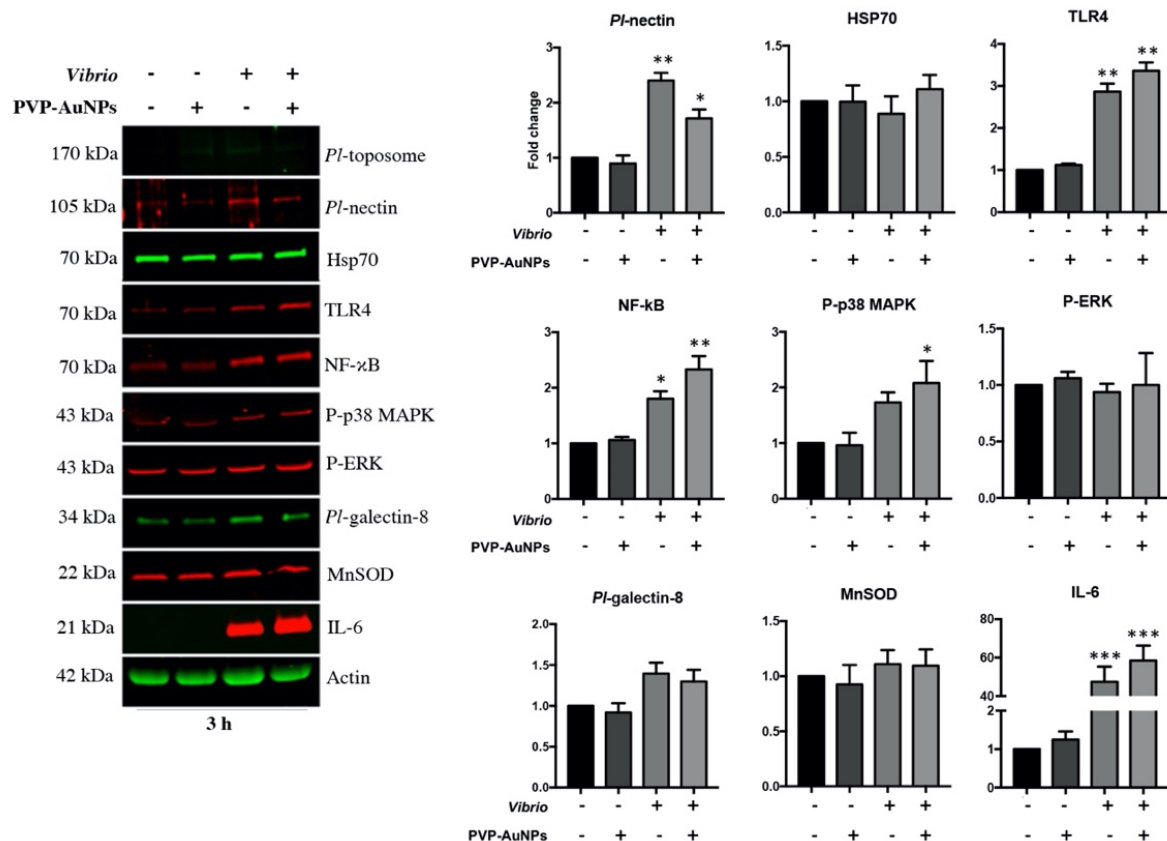 Vibrio - - + +
PVP-AuNPs - + - +
170 kDa Pl-toposome
105 kDa Pl-nectin
70 kDa Hsp70
70 kDa TLR4
70 kDa NF-κB
43 kDa P-p38 MAPK
43 kDa P-ERK
34 kDa Pl-galectin-8
22 kDa MnSOD
21 kDa IL-6
42 kDa Actin
3 h
Pl-nectin
Fold change
3
2
1
0
** *
Vibrio - - + +
PVP-AuNPs - + - +
HSP70
1.5
1.0
0.5
0.0
- - + +
- + - +
TLR4
4
3
2
1
0
** **
- - + +
- + - +
NF-kB
3
2
1
0
* **
Vibrio - - + +
PVP-AuNPs - + - +
P-p38 MAPK
3
2
1
0
*
- - + +
- + - +
P-ERK
1.5
1.0
0.5
0.0
- - + +
- + - +
Pl-galectin-8
2.0
1.5
1.0
0.5
0.0
Vibrio - - + +
PVP-AuNPs - + - +
MnSOD
1.5
1.0
0.5
0.0
- - + +
- + - +
IL-6
80
60
40
2
1
0
*** ***
- - + +
- + - +